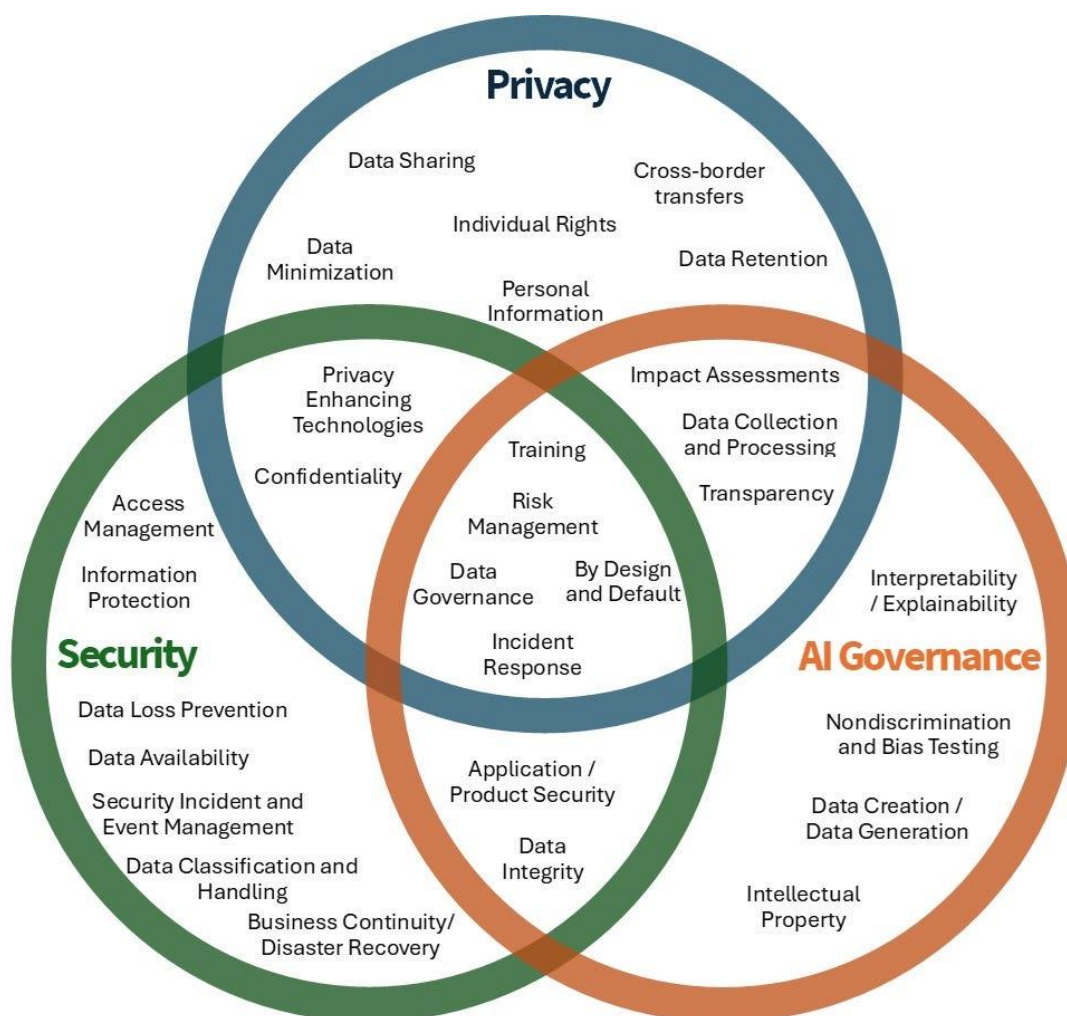 Privacy
Data Sharing
Cross-border
transfers
Individual Rights
Data
Minimization
Data Retention
Personal
Information
Privacy
Enhancing
Technologies
Confidentiality
Impact Assessments
Data Collection
and Processing
Transparency
Training
Risk
Management
Data
Governance
By Design
and Default
Incident
Response
Access
Management
Information
Protection
Security
Data Loss Prevention
Data Availability
Security Incident and
Event Management
Data Classification and
Handling
Business Continuity/
Disaster Recovery
Application /
Product Security
Data
Integrity
Interpretability
/ Explainability
AI Governance
Nondiscrimination
and Bias Testing
Data Creation /
Data Generation
Intellectual
Property